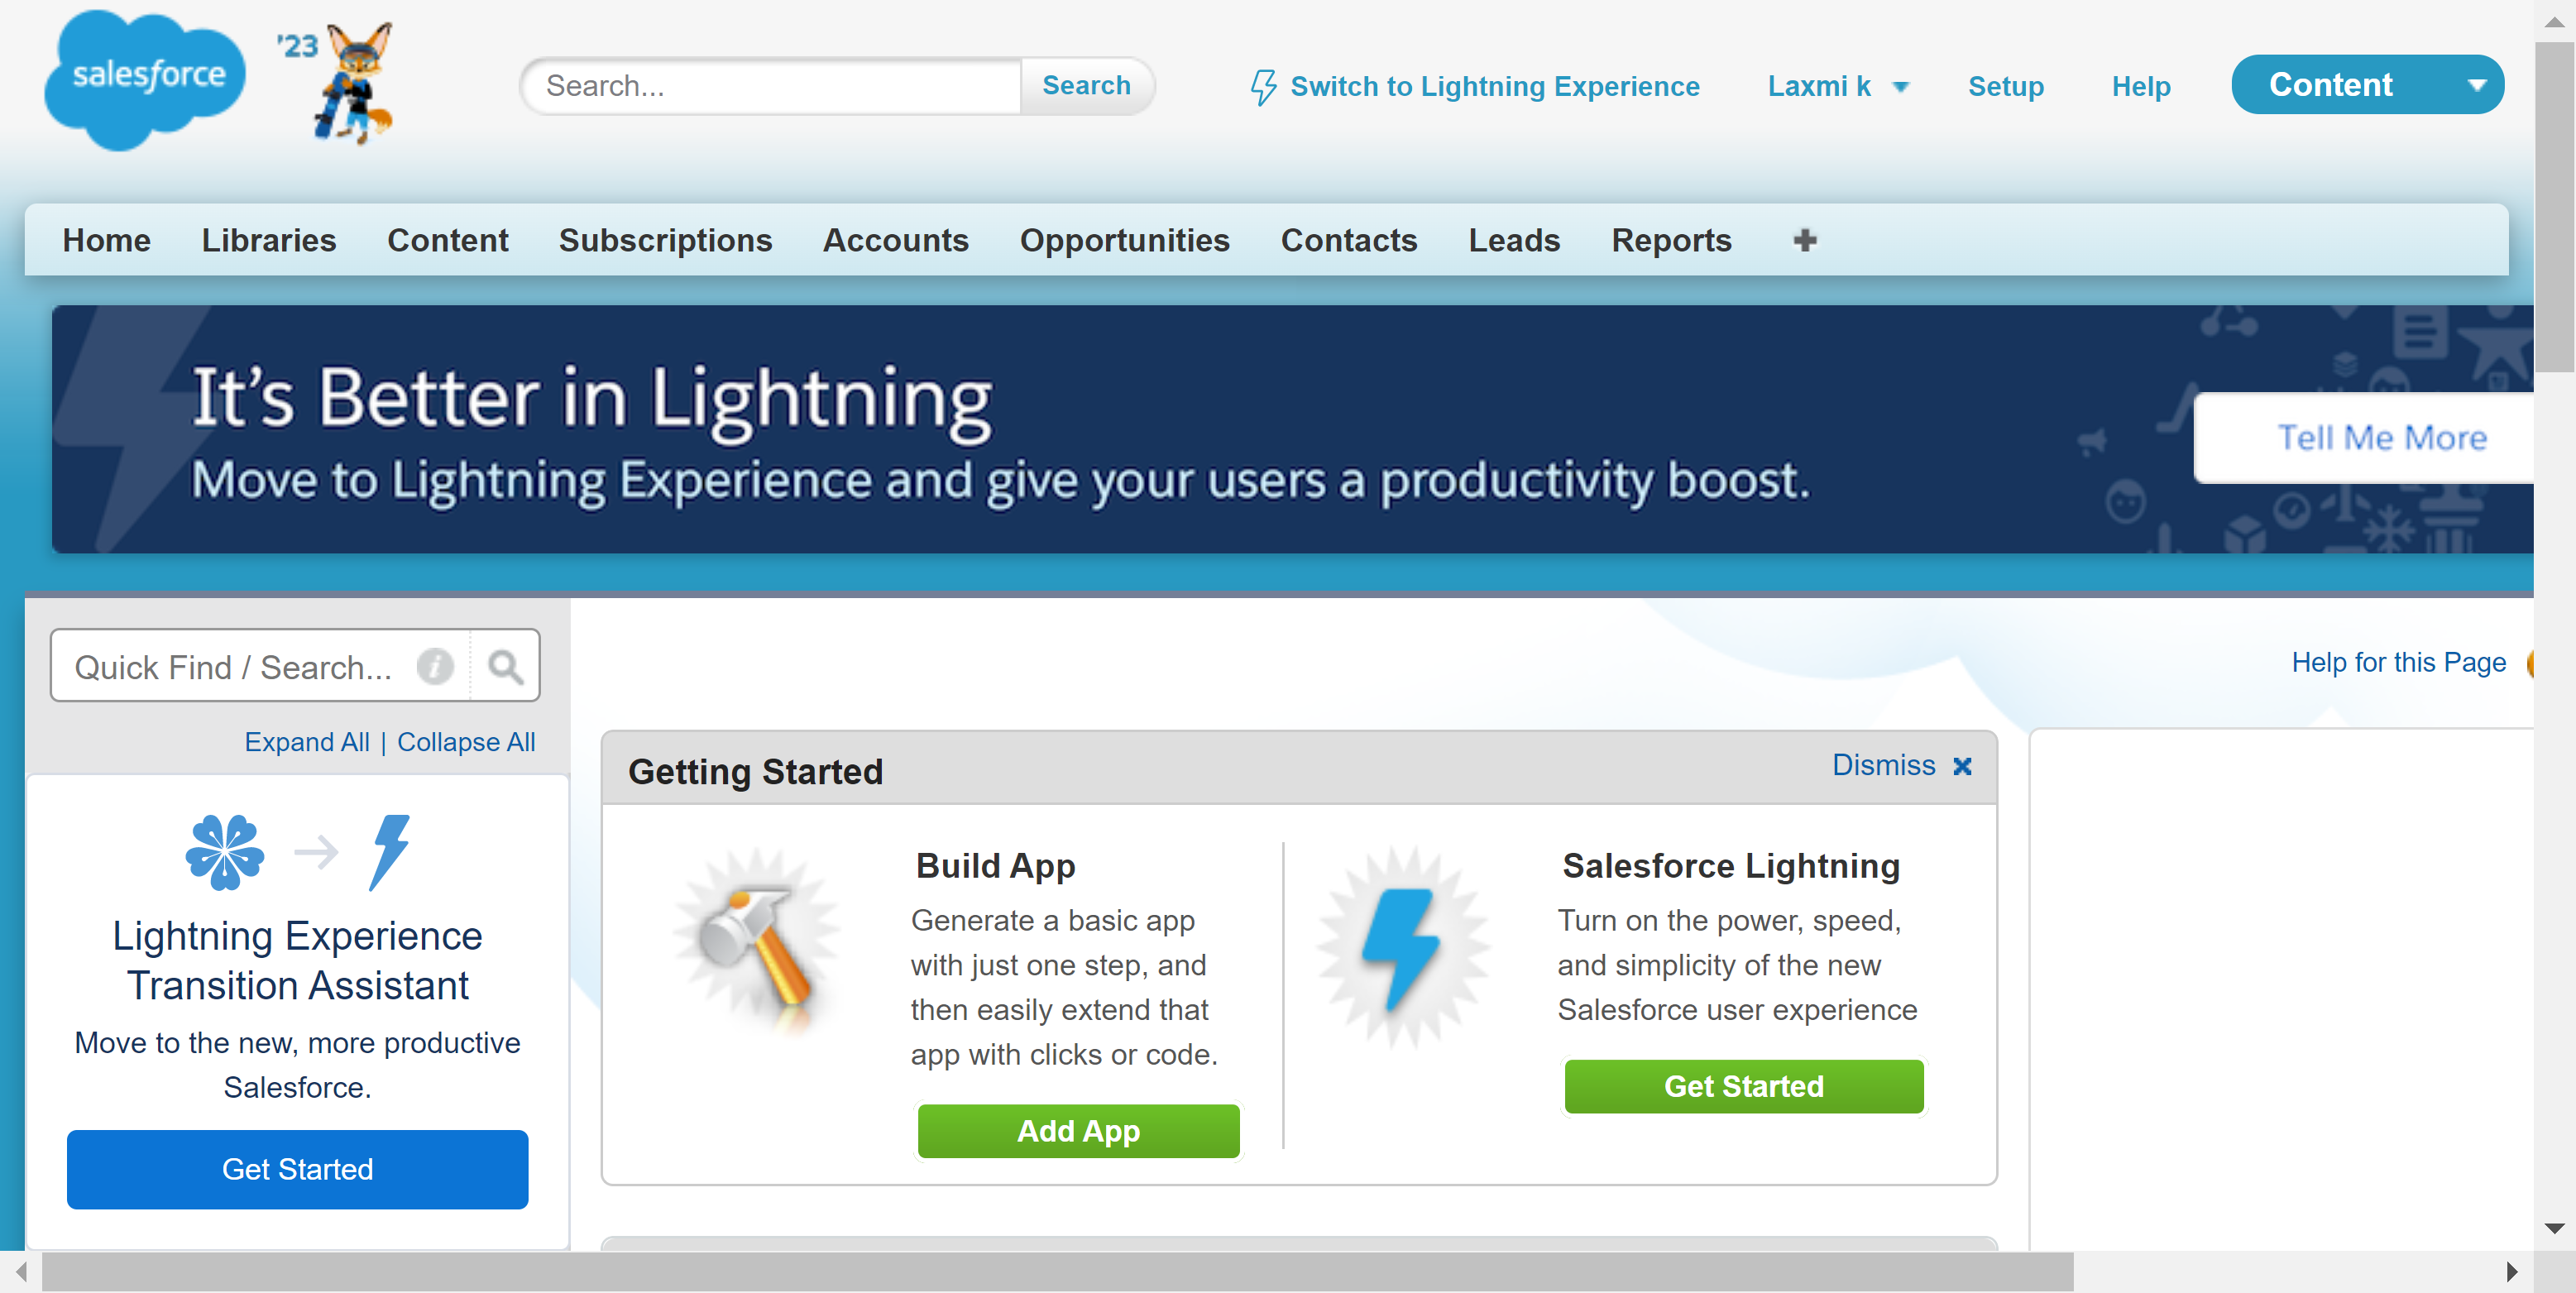 salesforce
'23
Search...
Search
Switch to Lightning Experience
Laxmi k
Setup
Help
Content
Home
Libraries
Content
Subscriptions
Accounts
Opportunities
Contacts
Leads
Reports
It's Better in Lightning
Move to Lightning Experience and give your users a productivity boost.
Tell Me More
Quick Find / Search...
Expand All | Collapse All
Lightning Experience
Transition Assistant
Move to the new, more productive
Salesforce.
Get Started
Help for this Page
Getting Started
Dismiss
Build App
Generate a basic app
with just one step, and
then easily extend that
app with clicks or code.
Add App
Salesforce Lightning
Turn on the power, speed,
and simplicity of the new
Salesforce user experience
Get Started